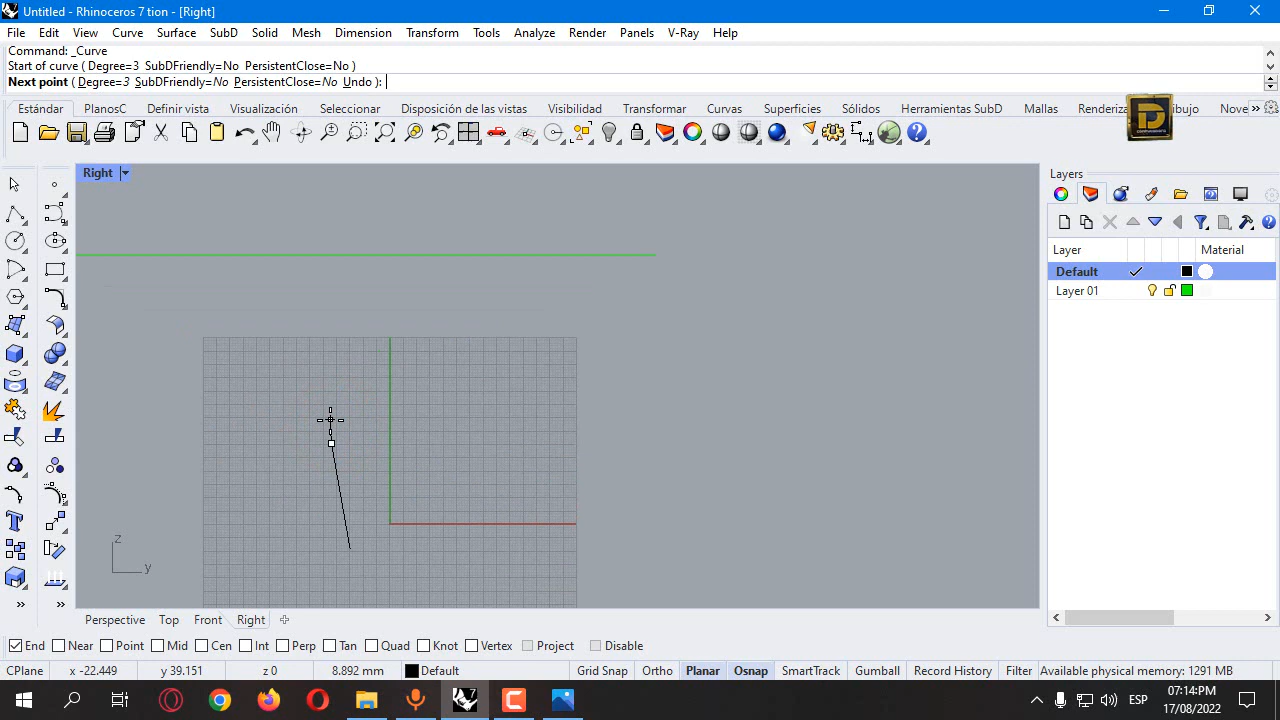 Untitled - Rhinoceros 7 tion - [Right]
File Edit View Curve Surface SubD Solid Mesh Dimension Transform Tools Analyze Render Panels V-Ray Help
Command: _Curve
Start of curve ( Degree=3 SubDFriendly=No PersistentClose=No )
Next point ( Degree=3 SubDFriendly=No PersistentClose=No Undo ):
Estándar PlanosC Definir vista Visualización Seleccionar Disposición de las vistas Visibilidad Transformar Curvas Superficies Sólidos Herramientas SubD Mallas Renderiza Dibujo Nove »
Right
Layers
Layer Material
Default
Layer 01
z
y
Perspective Top Front Right
End Near Point Mid Cen Int Perp Tan Quad Knot Vertex Project Disable
CPlane x -22.449 y 39.151 z 0 8.892 mm Default Grid Snap Ortho Planar Osnap SmartTrack Gumball Record History Filter Available physical memory: 1291 MB
ESP
07:14PM
17/08/2022